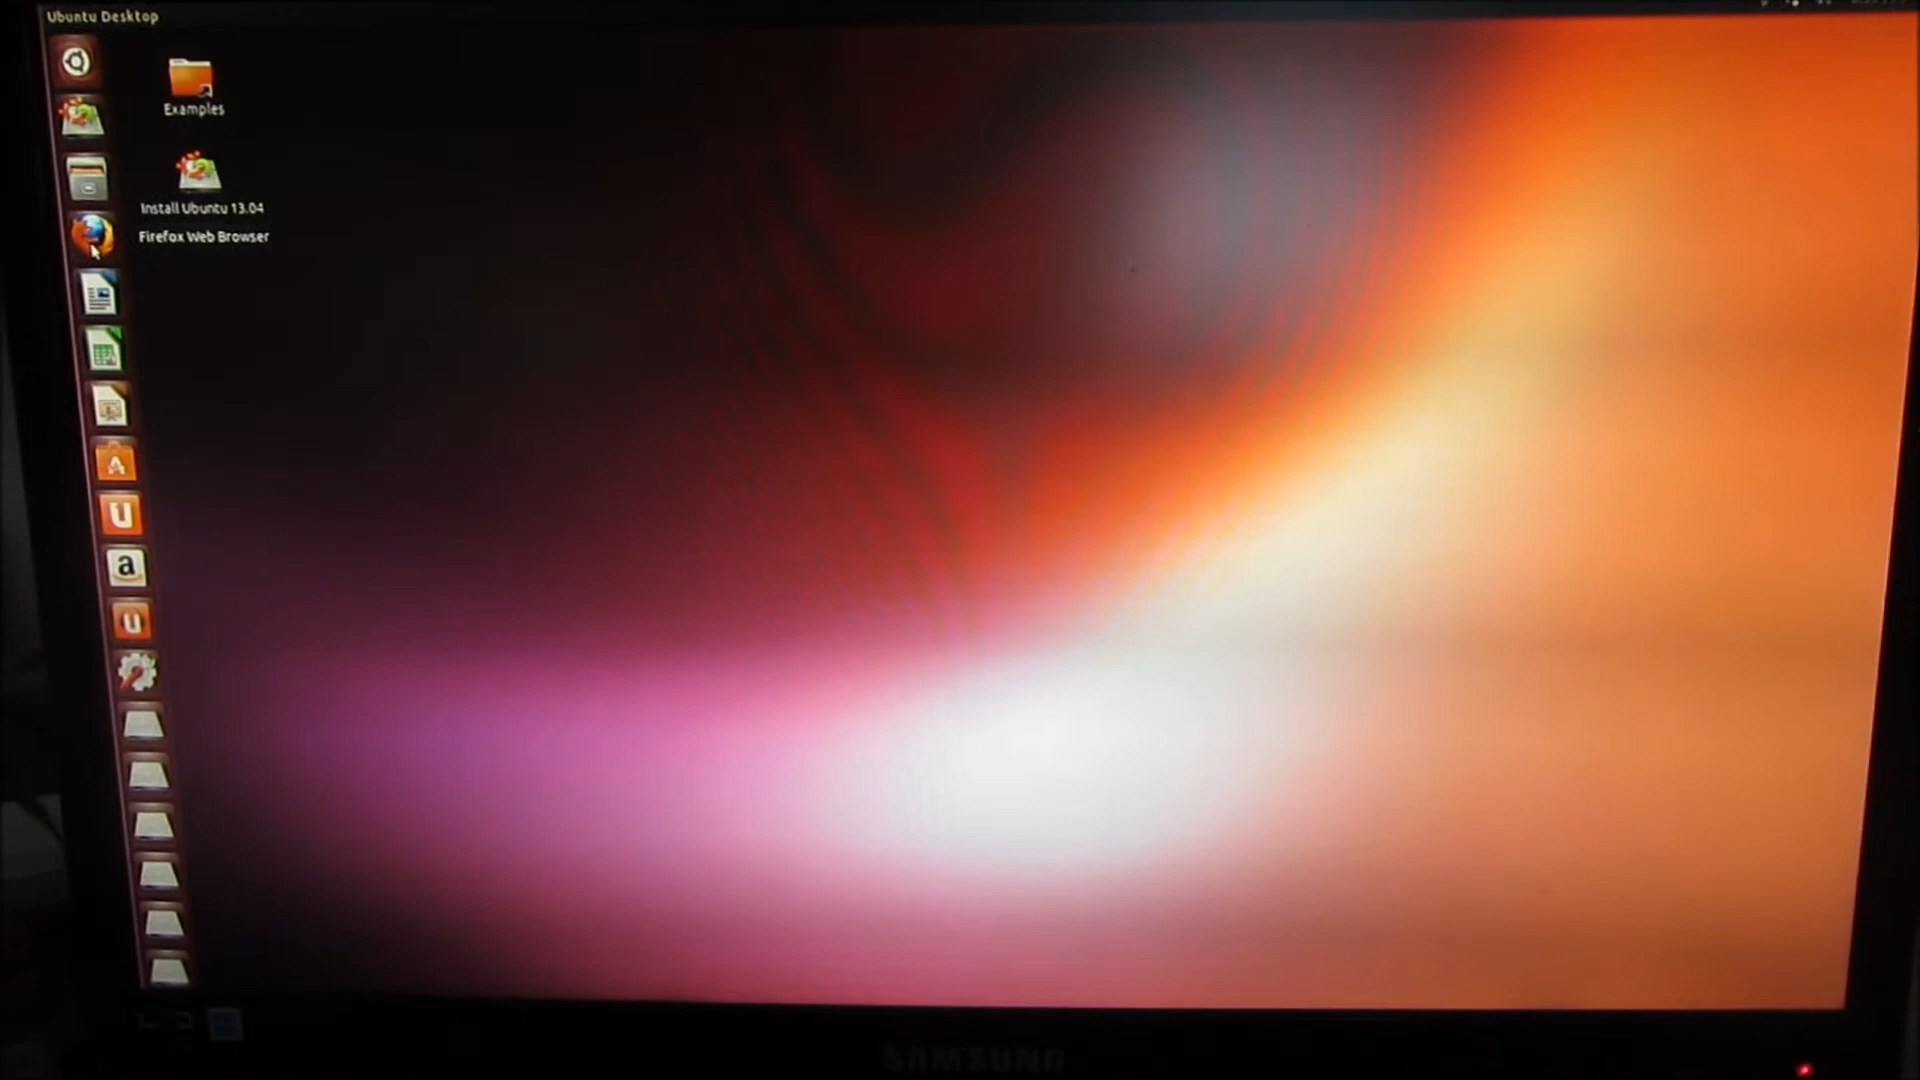 Ubuntu Desktop
Examples
Install Ubuntu 13.04
Firefox Web Browser
A
U
a
U
SAMSUNG